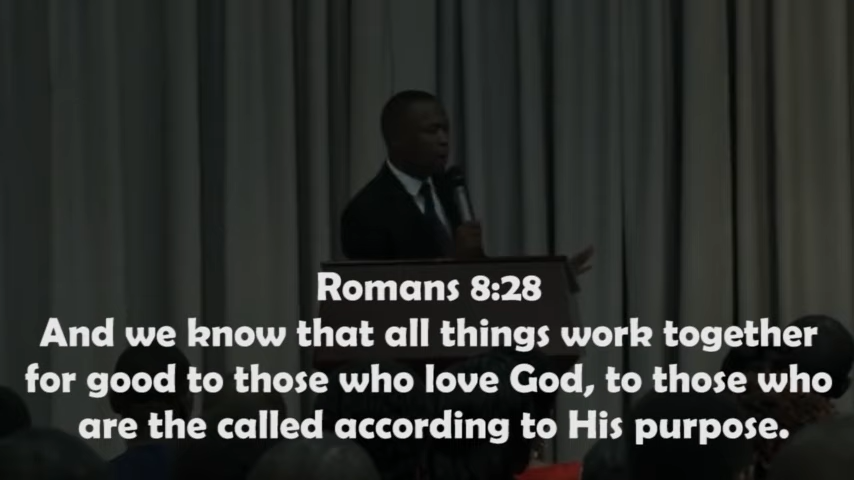 Romans 8:28
And we know that all things work together
for good to those who love God, to those who
are the called according to His purpose.